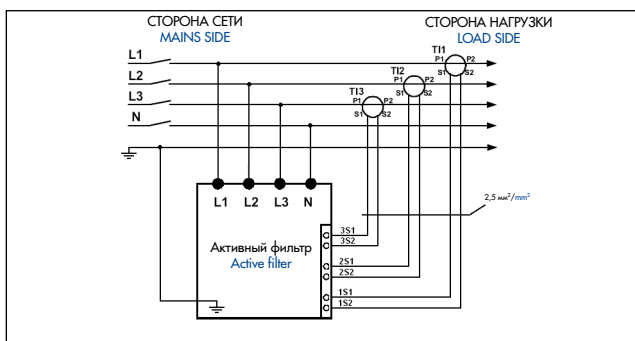 СТОРОНА СЕТИ
MAINS SIDE
СТОРОНА НАГРУЗКИ
LOAD SIDE
L1
TI1
P1 P2
S1 S2
L2
TI2
P1 P2
S1 S2
L3
TI3
P1 P2
S1 S2
N
L1 L2 L3 N
2,5 мм²/mm²
Активный фильтр
Active filter
3S1
3S2
2S1
2S2
1S1
1S2